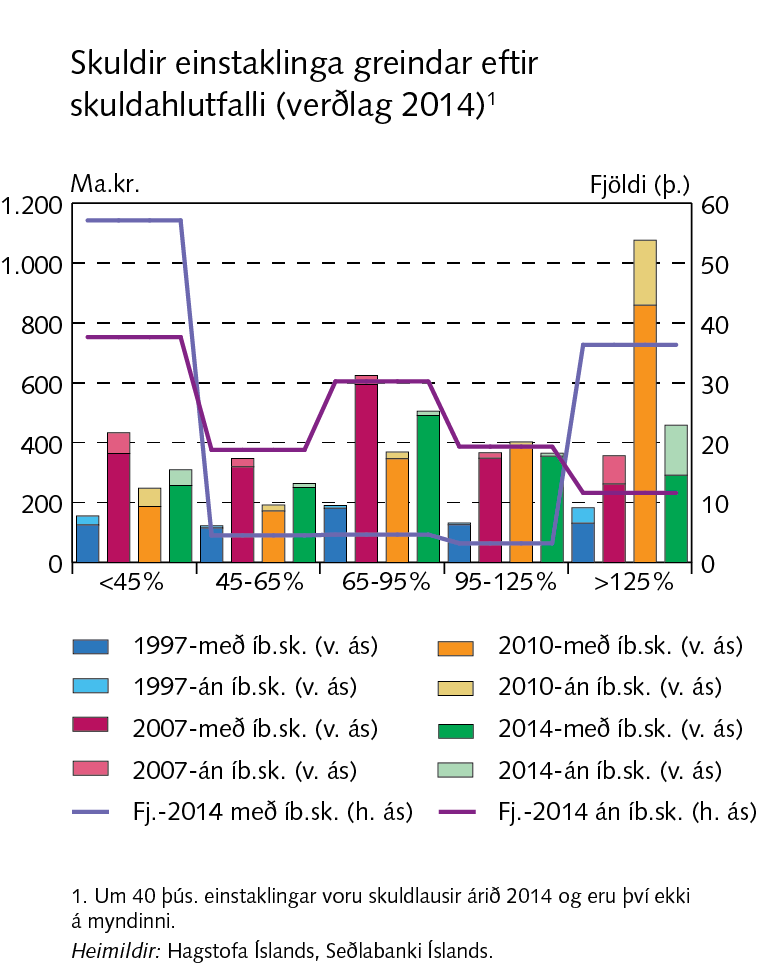 Skuldir einstaklinga greindar eftir
skuldahlutfalli (verðlag 2014)¹
Ma.kr.
Fjöldi (þ.)
1.200
1.000
800
600
400
200
0
60
50
40
30
20
10
0
<45%
45-65%
65-95%
95-125%
>125%
1997-með íb.sk. (v. ás)
1997-án íb.sk. (v. ás)
2007-með íb.sk. (v. ás)
2007-án íb.sk. (v. ás)
Fj.-2014 með íb.sk. (h. ás)
2010-með íb.sk. (v. ás)
2010-án íb.sk. (v. ás)
2014-með íb.sk. (v. ás)
2014-án íb.sk. (v. ás)
Fj.-2014 án íb.sk. (h. ás)
1. Um 40 þús. einstaklingar voru skuldlausir árið 2014 og eru því ekki
á myndinni.
Heimildir: Hagstofa Íslands, Seðlabanki Íslands.